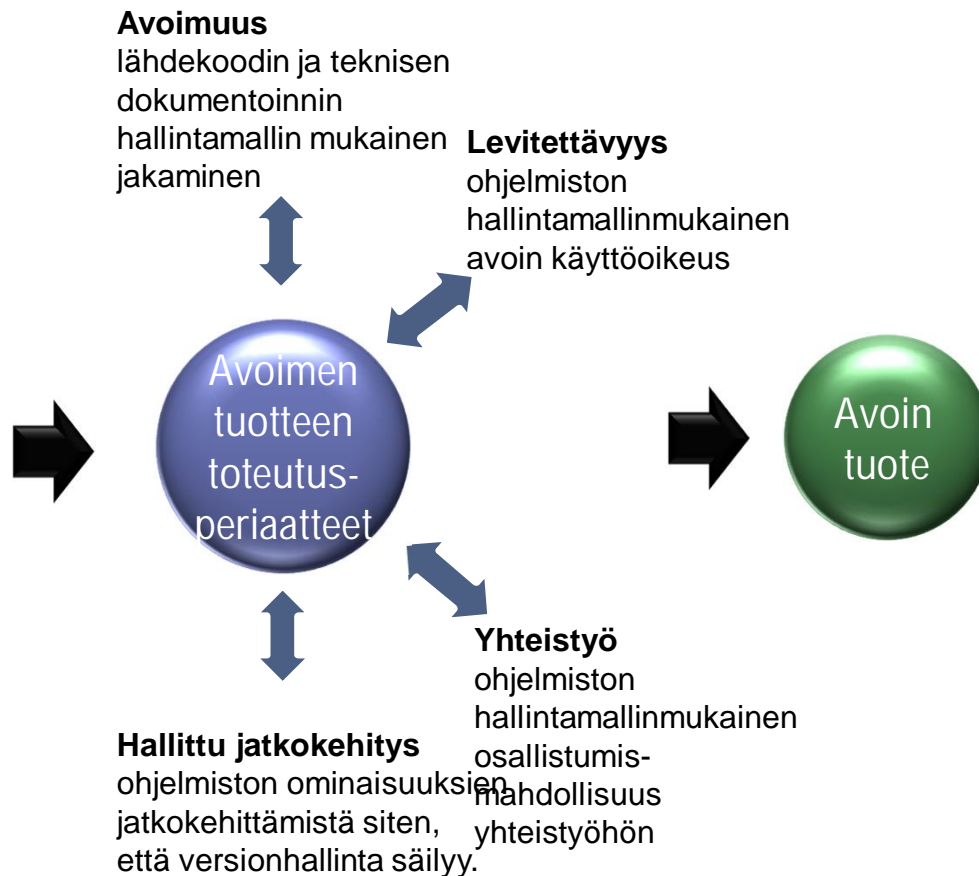 Avoimuus
lähdekoodin ja teknisen
dokumentoinnin
hallintamallin mukainen
jakaminen
Levitettävyys
ohjelmiston
hallintamallinmukainen
avoin käyttöoikeus
Avoimen
tuotteen
toteutus-
periaatteet
Avoin
tuote
Yhteistyö
ohjelmiston
hallintamallinmukainen
osallistumis-
mahdollisuus
yhteistyöhön
Hallittu jatkokehitys
ohjelmiston ominaisuuksien
jatkokehittämistä siten,
että versionhallinta säilyy.